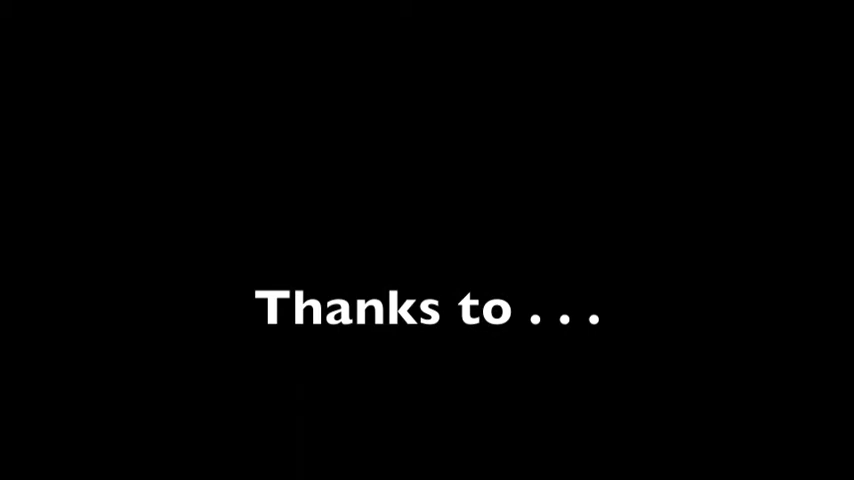 Thanks to . . .